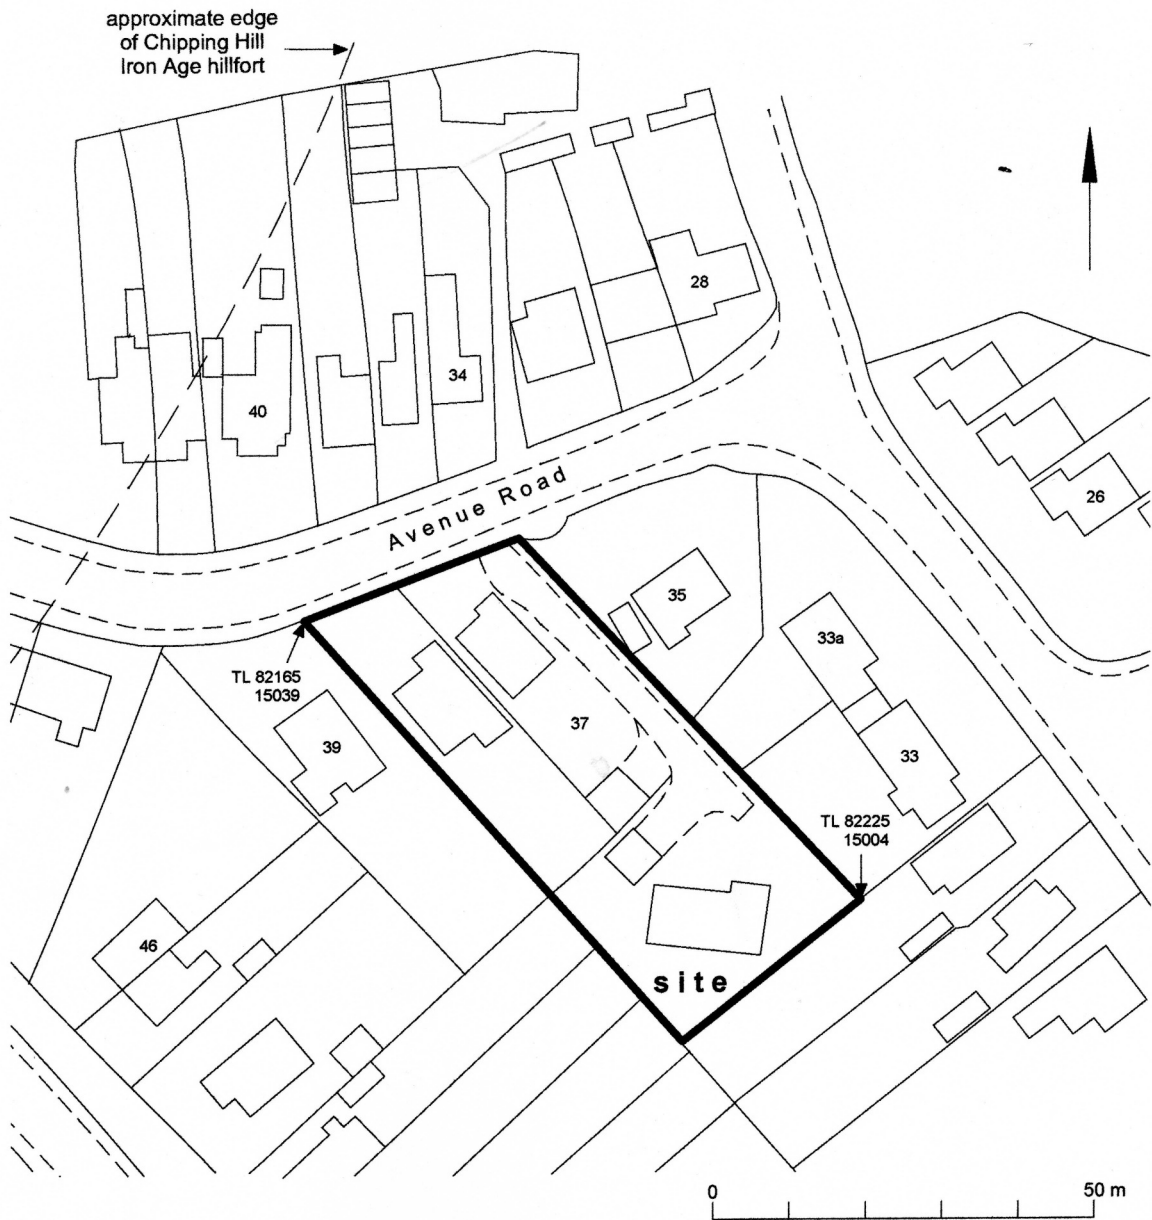 approximate edge
of Chipping Hill
Iron Age hillfort
28
34
40
26
Avenue Road
35
33a
TL 82165
15039
37
39
33
TL 82225
15004
46
site
0
50 m